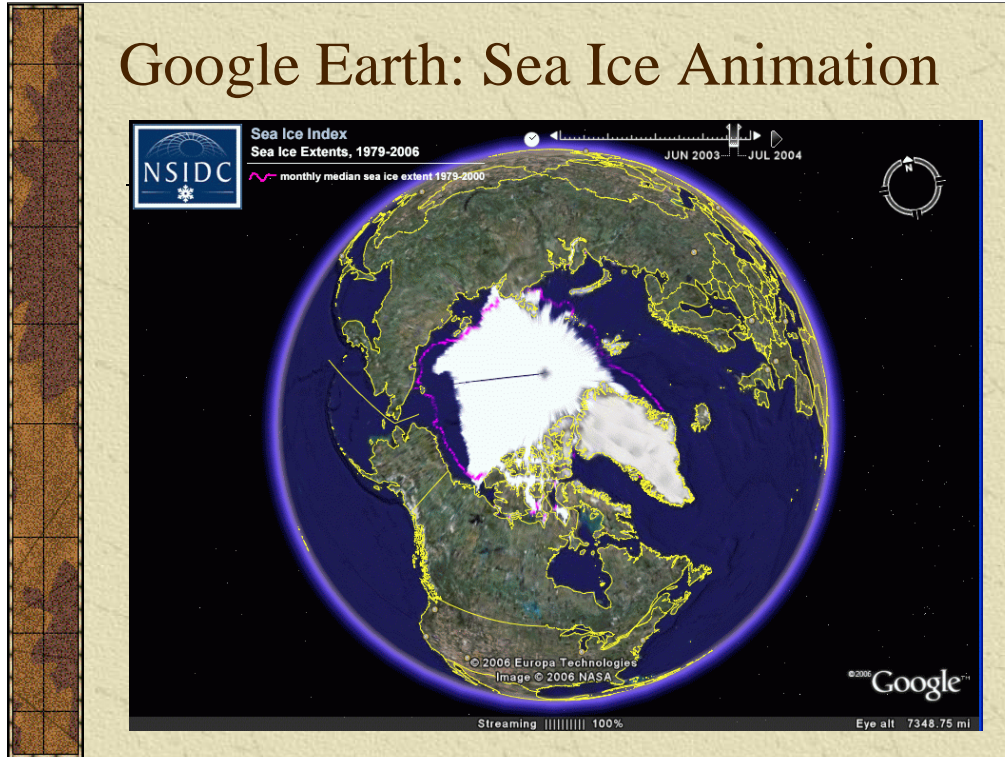 Google Earth: Sea Ice Animation
NSIDC
Sea Ice Index
Sea Ice Extents, 1979-2006
monthly median sea ice extent 1979-2000
JUN 2003
JUL 2004
N
© 2006 Europa Technologies
Image © 2006 NASA
©2006 Google™
Streaming |||||||||| 100%
Eye alt 7348.75 mi